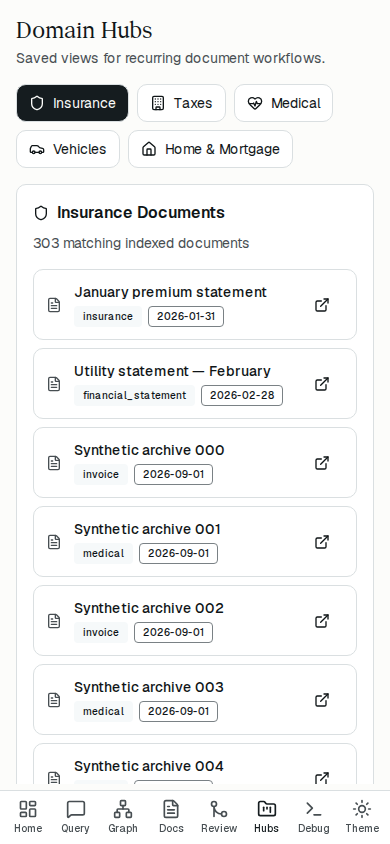 Domain Hubs
Saved views for recurring document workflows.
Insurance
Taxes
Medical
Vehicles
Home & Mortgage
Insurance Documents
303 matching indexed documents
January premium statement
insurance
2026-01-31
Utility statement — February
financial_statement
2026-02-28
Synthetic archive 000
invoice
2026-09-01
Synthetic archive 001
medical
2026-09-01
Synthetic archive 002
invoice
2026-09-01
Synthetic archive 003
medical
2026-09-01
Synthetic archive 004
Home
Query
Graph
Docs
Review
Hubs
Debug
Theme